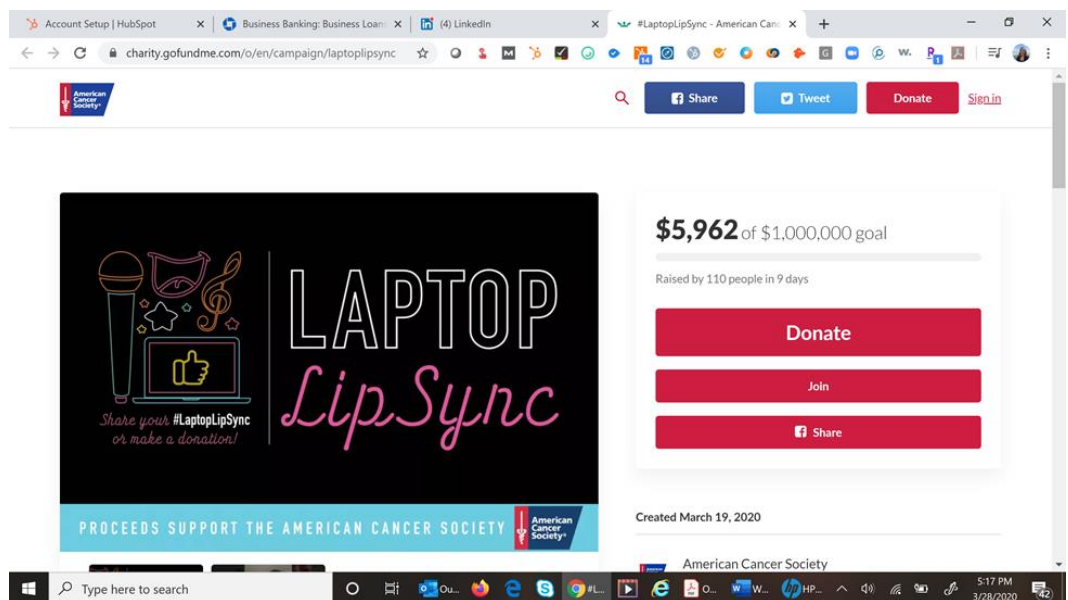 Account Setup | HubSpot
Business Banking: Business Loan
(4) LinkedIn
#LaptopLipSync - American Canc
charity.gofundme.com/o/en/campaign/laptoplipsync
American
Cancer
Society®
Share
Tweet
Donate
Sign in
LAPTOP
LipSync
Share your #LaptopLipSync
or make a donation!
PROCEEDS SUPPORT THE AMERICAN CANCER SOCIETY
American
Cancer
Society®
$5,962 of $1,000,000 goal
Raised by 110 people in 9 days
Donate
Join
Share
Created March 19, 2020
American Cancer Society
Type here to search
Ou...
#L...
O...
W...
HP...
5:17 PM
3/28/2020
42